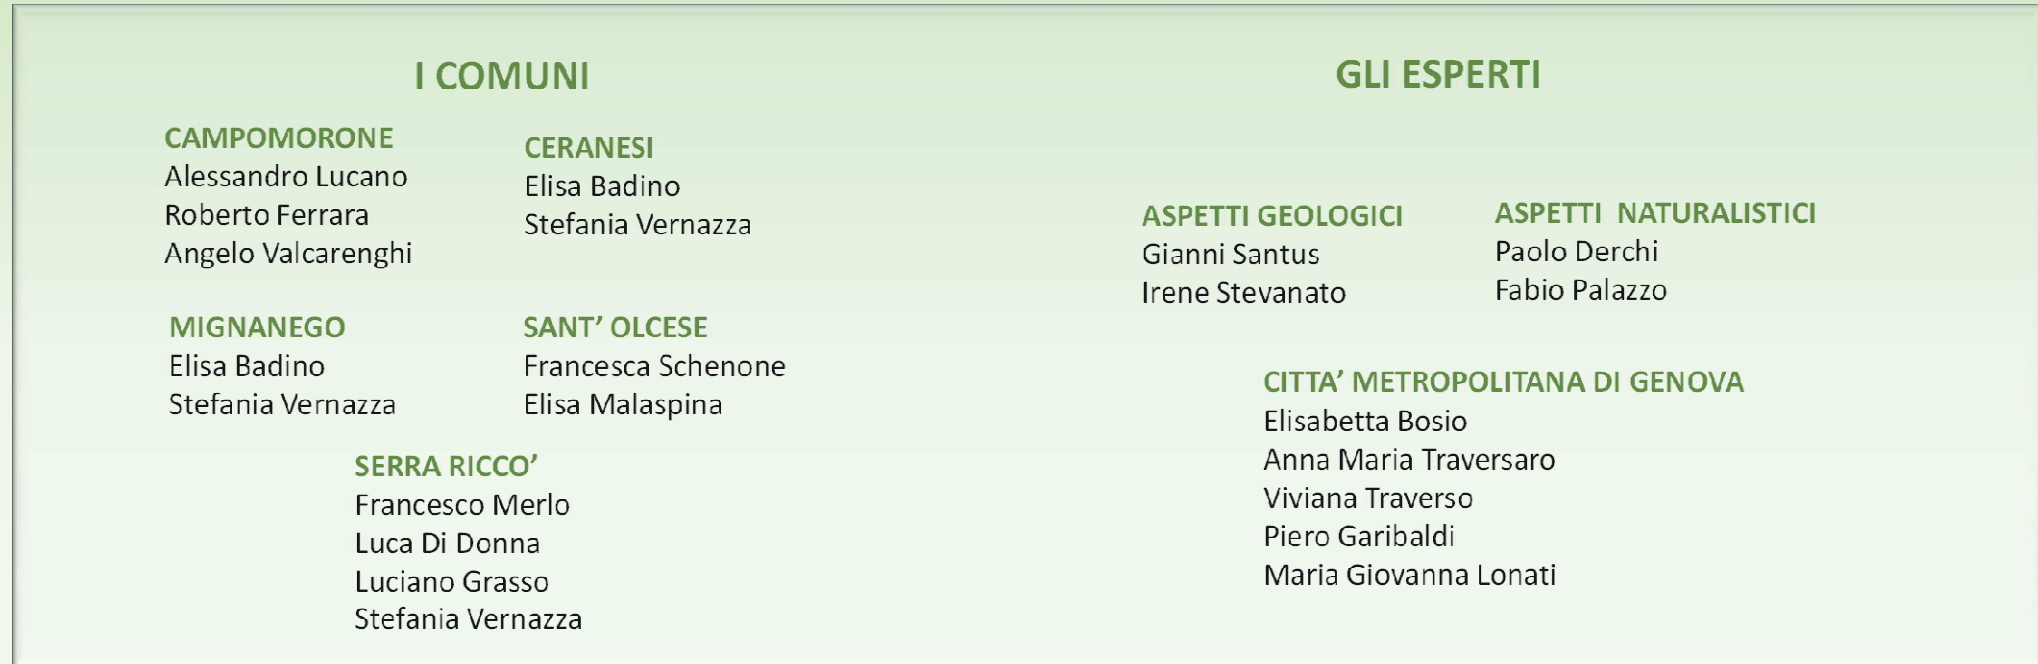 I COMUNI
CAMPOMORONE
Alessandro Lucano
Roberto Ferrara
Angelo Valcarenghi
CERANESI
Elisa Badino
Stefania Vernazza
MIGNANEGO
Elisa Badino
Stefania Vernazza
SANT’ OLCESE
Francesca Schenone
Elisa Malaspina
SERRA RICCO’
Francesco Merlo
Luca Di Donna
Luciano Grasso
Stefania Vernazza
GLI ESPERTI
ASPETTI GEOLOGICI
Gianni Santus
Irene Stevanato
ASPETTI NATURALISTICI
Paolo Derchi
Fabio Palazzo
CITTA’ METROPOLITANA DI GENOVA
Elisabetta Bosio
Anna Maria Traversaro
Viviana Traverso
Piero Garibaldi
Maria Giovanna Lonati